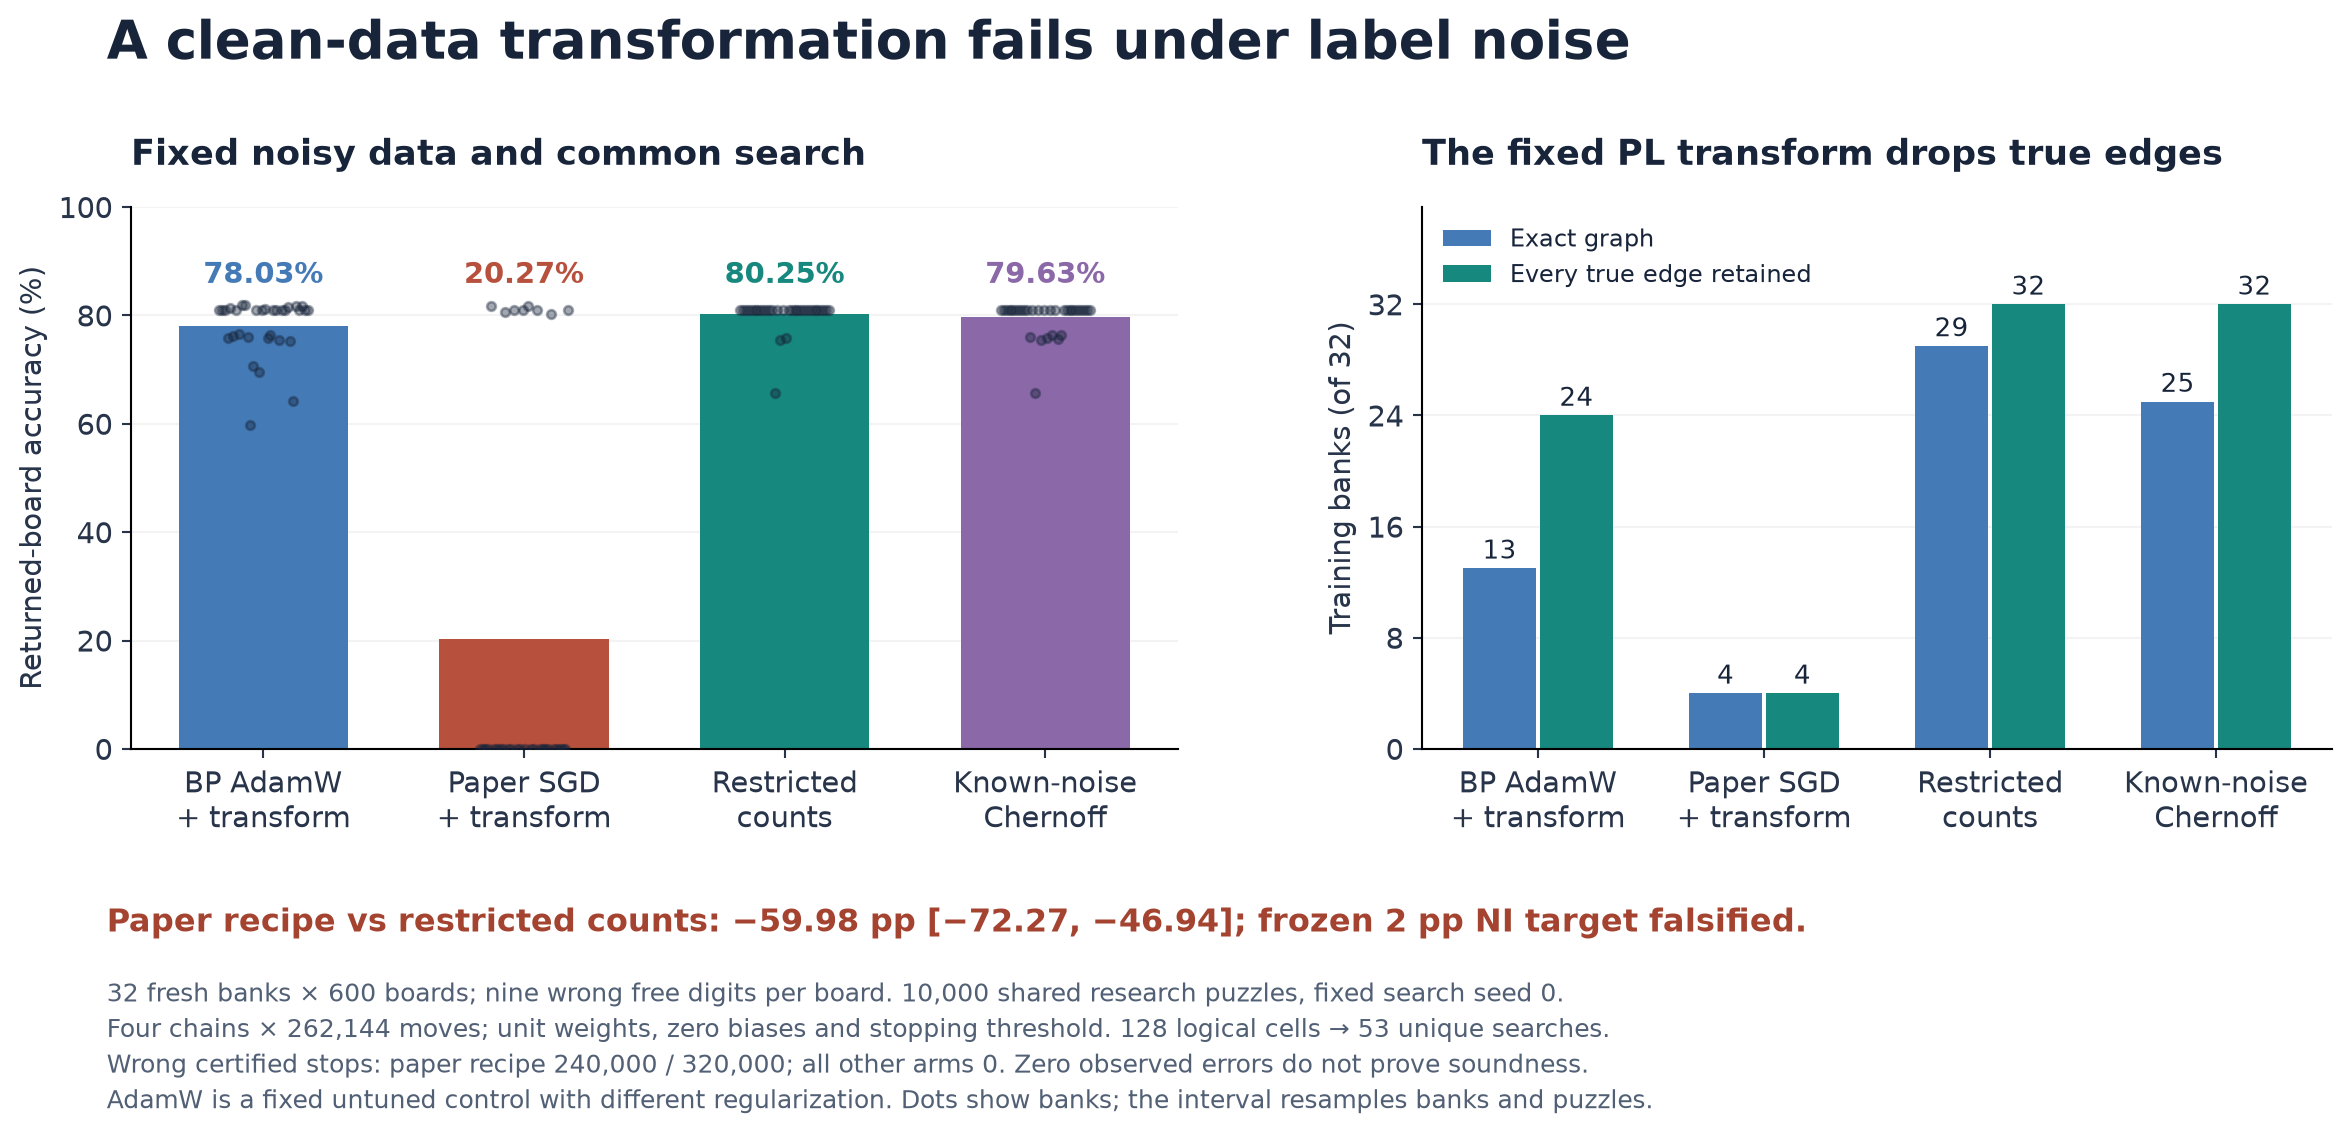 A clean-data transformation fails under label noise
Fixed noisy data and common search
Returned-board accuracy (%)
100
80
60
40
20
0
78.03%
20.27%
80.25%
79.63%
BP AdamW
+ transform
Paper SGD
+ transform
Restricted
counts
Known-noise
Chernoff
The fixed PL transform drops true edges
Training banks (of 32)
32
24
16
8
0
Exact graph
Every true edge retained
13
24
4
4
29
32
25
32
BP AdamW
+ transform
Paper SGD
+ transform
Restricted
counts
Known-noise
Chernoff
Paper recipe vs restricted counts: −59.98 pp [−72.27, −46.94]; frozen 2 pp NI target falsified.
32 fresh banks × 600 boards; nine wrong free digits per board. 10,000 shared research puzzles, fixed search seed 0.
Four chains × 262,144 moves; unit weights, zero biases and stopping threshold. 128 logical cells → 53 unique searches.
Wrong certified stops: paper recipe 240,000 / 320,000; all other arms 0. Zero observed errors do not prove soundness.
AdamW is a fixed untuned control with different regularization. Dots show banks; the interval resamples banks and puzzles.